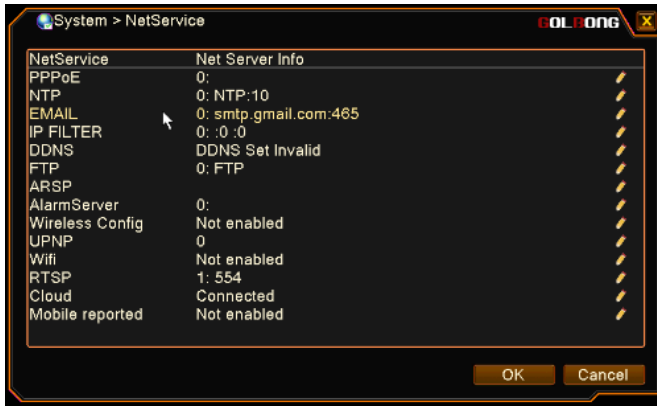 System > NetService
GOLBONG
NetService Net Server Info
PPPoE 0:
NTP 0: NTP:10
EMAIL 0: smtp.gmail.com:465
IP FILTER 0: :0 :0
DDNS DDNS Set Invalid
FTP 0: FTP
ARSP
AlarmServer 0:
Wireless Config Not enabled
UPNP 0
Wifi Not enabled
RTSP 1: 554
Cloud Connected
Mobile reported Not enabled
OK Cancel